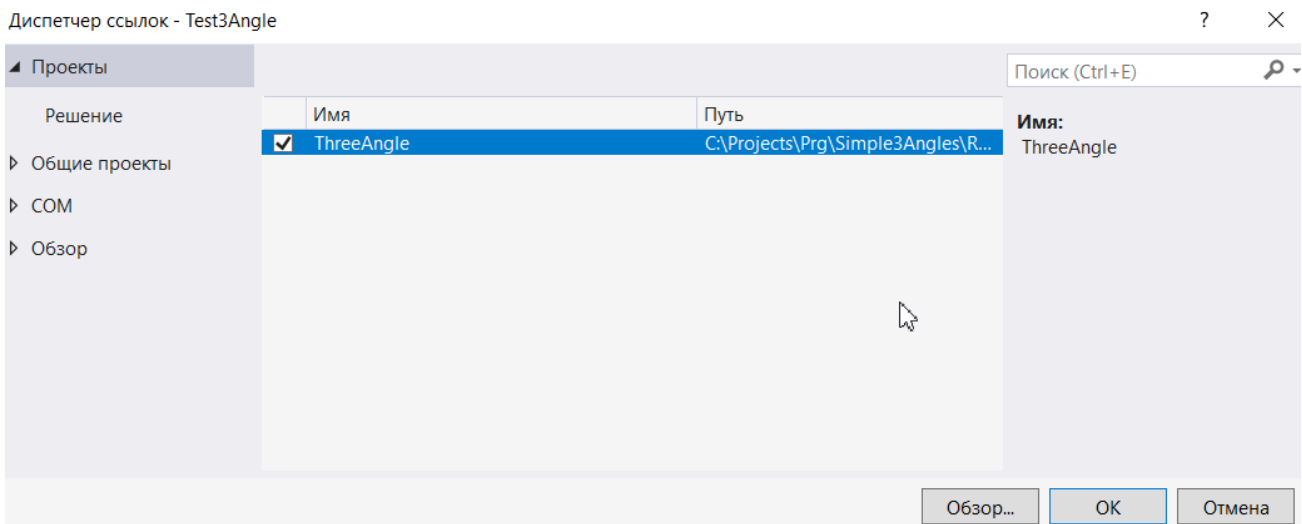 Диспетчер ссылок - Test3Angle
?
Проекты
Решение
Общие проекты
COM
Обзор
Имя Путь
ThreeAngle C:\Projects\Prg\Simple3Angles\R...
Поиск (Ctrl+E)
Имя:
ThreeAngle
Обзор... ОК Отмена